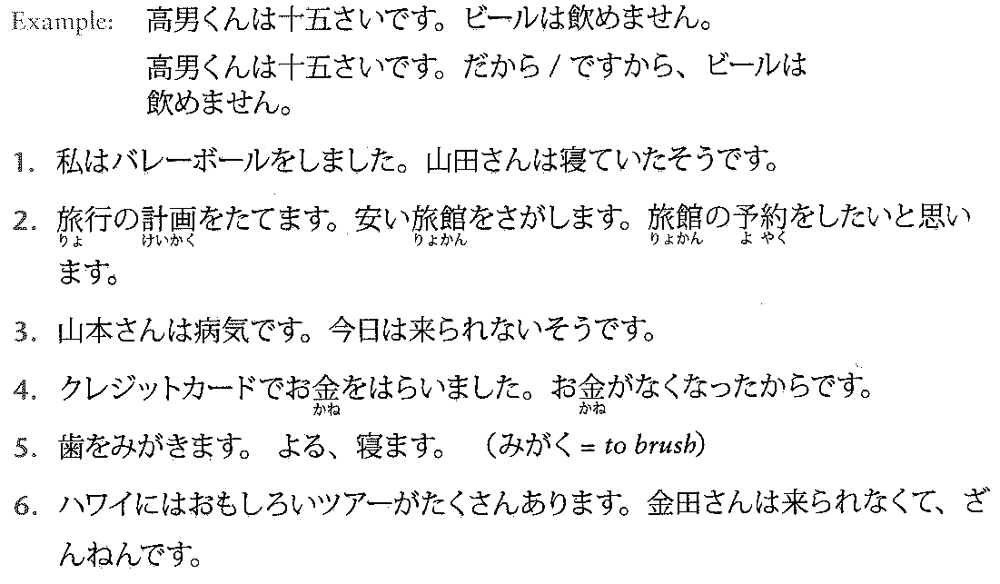 Example: 高男くんは十五さいです。ビールは飲めません。
高男くんは十五さいです。だから / ですから、ビールは
飲めません。
1. 私はバレーボールをしました。山田さんは寝ていたそうです。
2. 旅行の計画をたてます。安い旅館をさがします。旅館の予約をしたいと思い
りょ けいかく りょかん りょかん よ やく
ます。
3. 山本さんは病気です。今日は来られないそうです。
4. クレジットカードでお金をはらいました。お金がなくなったからです。
かね かね
5. 歯をみがきます。 よる、寝ます。 （みがく = to brush）
6. ハワイにはおもしろいツアーがたくさんあります。金田さんは来られなくて、ざ
んねんです。